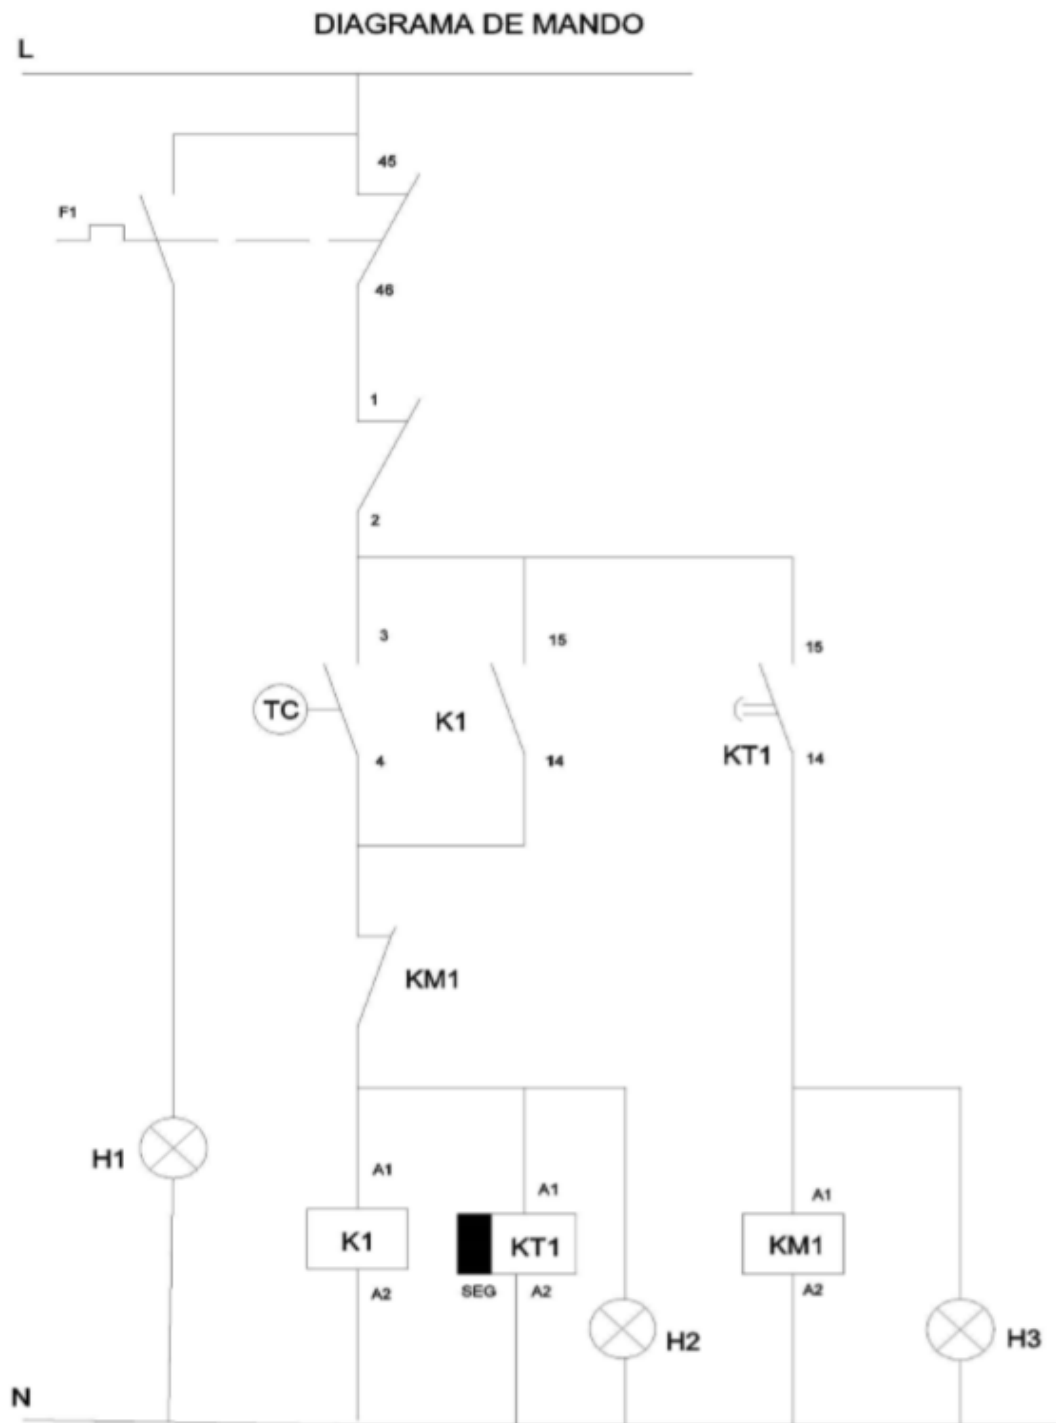 DIAGRAMA DE MANDO
L
45
F1
46
1
2
3
15
15
TC
K1
KT1
4
14
14
KM1
H1
A1
A1
A1
K1
KT1
KM1
A2
SEG
A2
A2
H2
H3
N